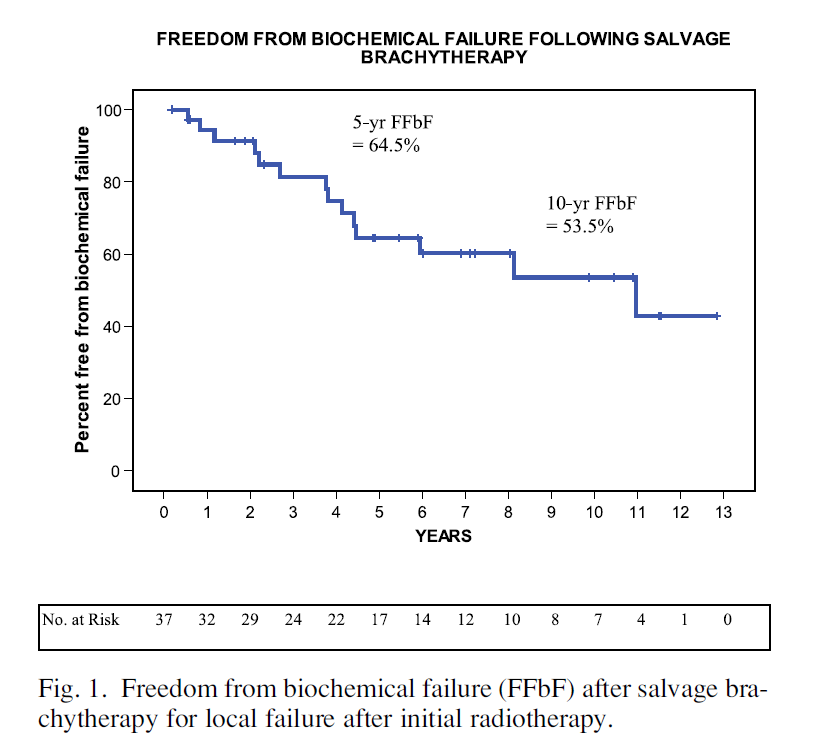 FREEDOM FROM BIOCHEMICAL FAILURE FOLLOWING SALVAGE
BRACHYTHERAPY
Percent free from biochemical failure
100
80
60
40
20
0
5-yr FFbF
= 64.5%
10-yr FFbF
= 53.5%
0 1 2 3 4 5 6 7 8 9 10 11 12 13
YEARS
No. at Risk 37 32 29 24 22 17 14 12 10 8 7 4 1 0
Fig. 1. Freedom from biochemical failure (FFbF) after salvage bra-
chytherapy for local failure after initial radiotherapy.